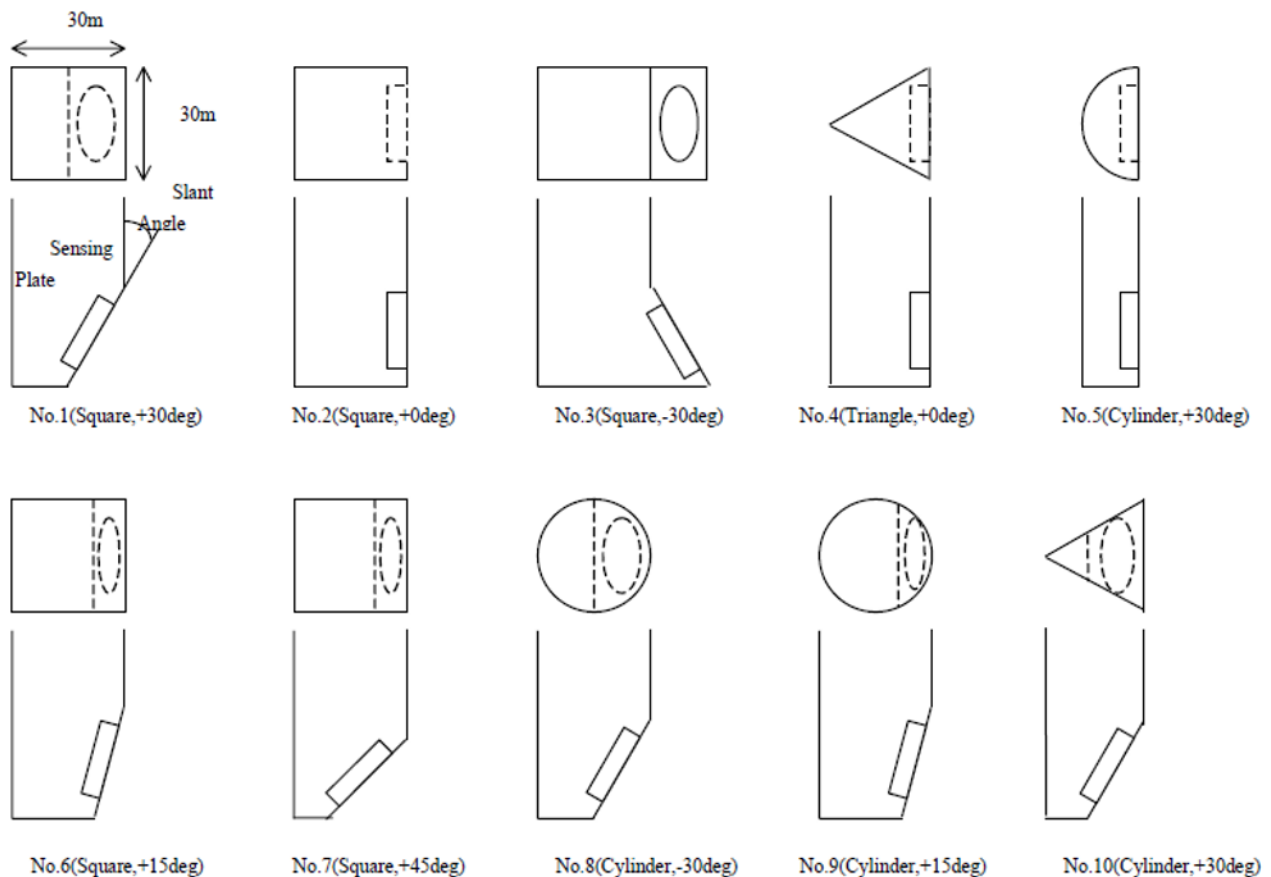 30m
30m
Slant
Angle
Sensing
Plate
No.1(Square,+30deg)
No.2(Square,+0deg)
No.3(Square,-30deg)
No.4(Triangle,+0deg)
No.5(Cylinder,+30deg)
No.6(Square,+15deg)
No.7(Square,+45deg)
No.8(Cylinder,-30deg)
No.9(Cylinder,+15deg)
No.10(Cylinder,+30deg)